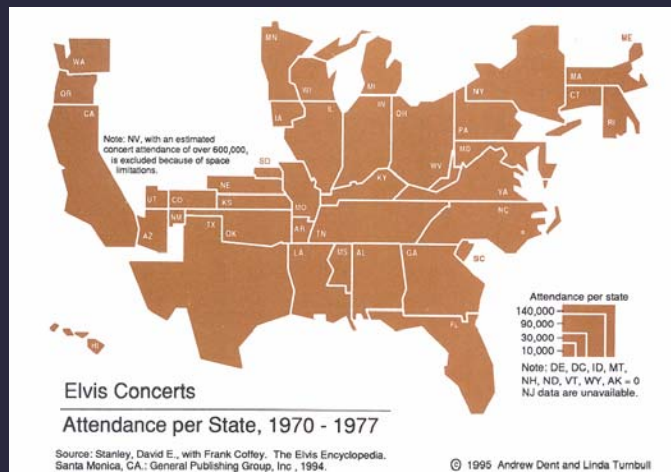 MN
ME
WA
WI
MI
NY
MA
OR
CT
CA
IA
IL
IN
OH
RI
PA
Note: NV, with an estimated
concert attendance of over 600,000,
is excluded because of space
limitations.
MD
SD
WV
NE
KY
VA
UT
CO
KS
MO
NC
NM
TX
OK
AR
TN
AZ
LA
MS
AL
GA
SC
Attendance per state
140,000
90,000
30,000
10,000
FL
HI
Note: DE, DC, ID, MT,
NH, ND, VT, WY, AK = 0
NJ data are unavailable.
Elvis Concerts
Attendance per State, 1970 - 1977
Source: Stanley, David E., with Frank Coffey. The Elvis Encyclopedia.
Santa Monica, CA.: General Publishing Group, Inc , 1994.
© 1995 Andrew Dent and Linda Turnbull